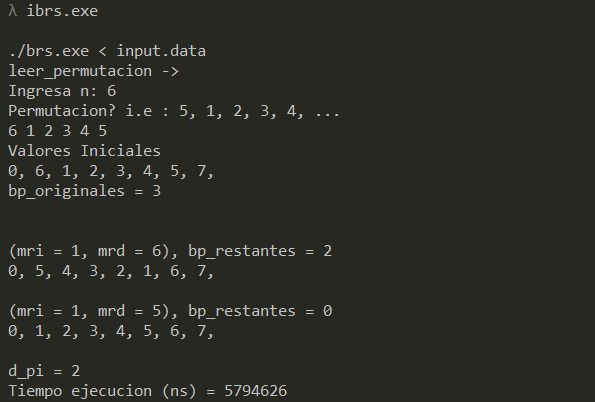 λ ibrs.exe
./brs.exe < input.data
leer_permutacion ->
Ingresa n: 6
Permutacion? i.e : 5, 1, 2, 3, 4, ...
6 1 2 3 4 5
Valores Iniciales
0, 6, 1, 2, 3, 4, 5, 7,
bp_originales = 3
(mri = 1, mrd = 6), bp_restantes = 2
0, 5, 4, 3, 2, 1, 6, 7,
(mri = 1, mrd = 5), bp_restantes = 0
0, 1, 2, 3, 4, 5, 6, 7,
d_pi = 2
Tiempo ejecucion (ns) = 5794626